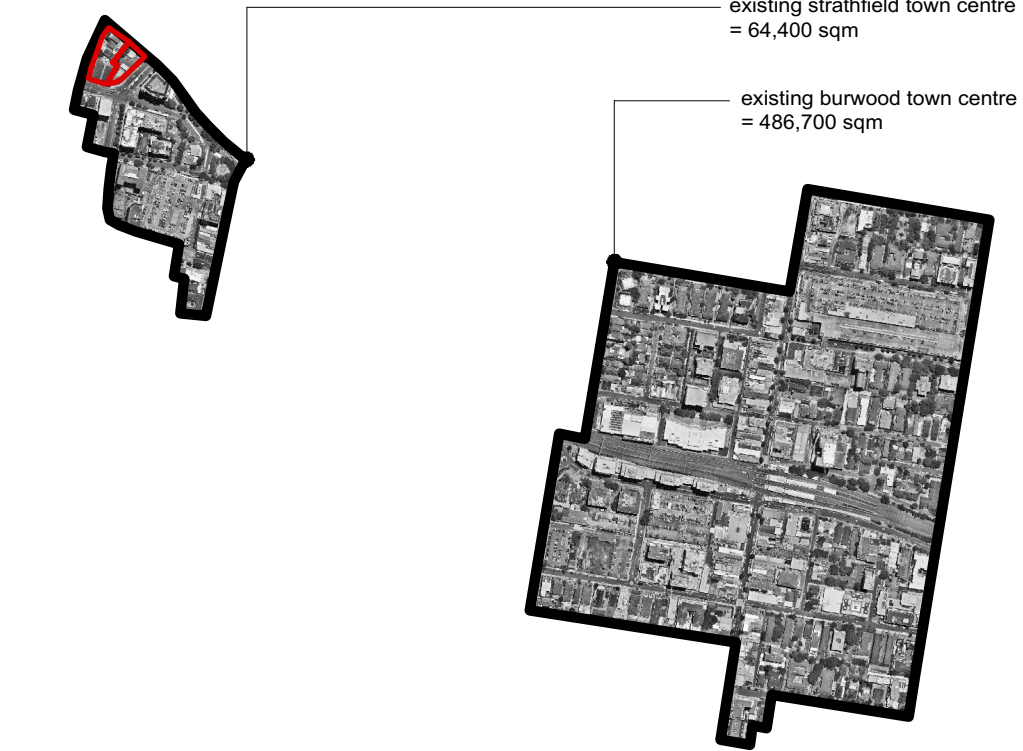 existing strathfield town centre
= 64,400 sqm
existing burwood town centre
= 486,700 sqm